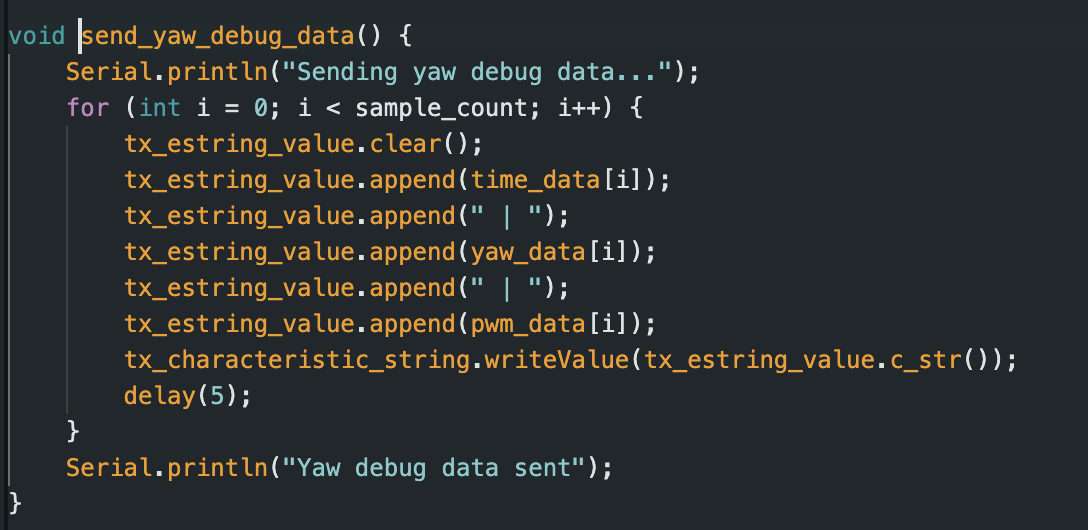 void send_yaw_debug_data() {
    Serial.println("Sending yaw debug data...");
    for (int i = 0; i < sample_count; i++) {
        tx_estring_value.clear();
        tx_estring_value.append(time_data[i]);
        tx_estring_value.append(" | ");
        tx_estring_value.append(yaw_data[i]);
        tx_estring_value.append(" | ");
        tx_estring_value.append(pwm_data[i]);
        tx_characteristic_string.writeValue(tx_estring_value.c_str());
        delay(5);
    }
    Serial.println("Yaw debug data sent");
}